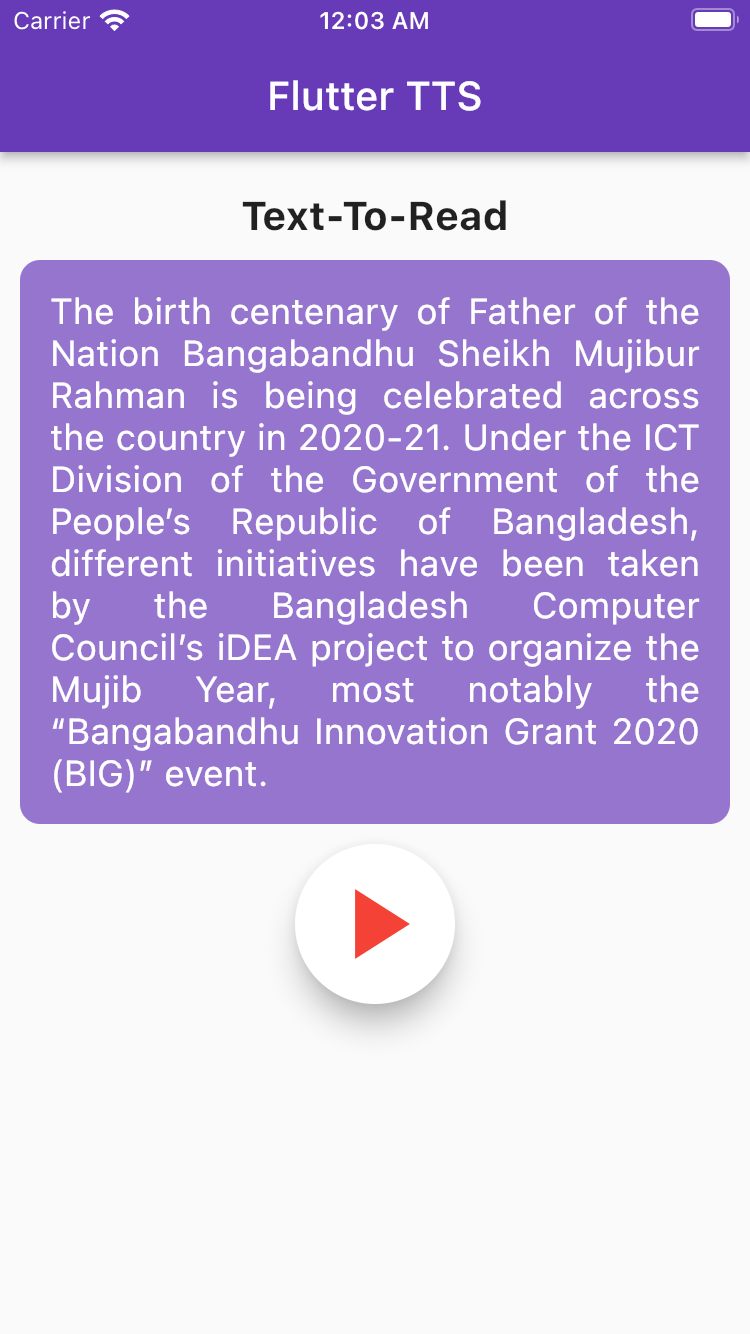 Carrier 12:03 AM
Flutter TTS
Text-To-Read
The birth centenary of Father of the
Nation Bangabandhu Sheikh Mujibur
Rahman is being celebrated across
the country in 2020-21. Under the ICT
Division of the Government of the
People’s Republic of Bangladesh,
different initiatives have been taken
by the Bangladesh Computer
Council’s iDEA project to organize the
Mujib Year, most notably the
“Bangabandhu Innovation Grant 2020
(BIG)” event.